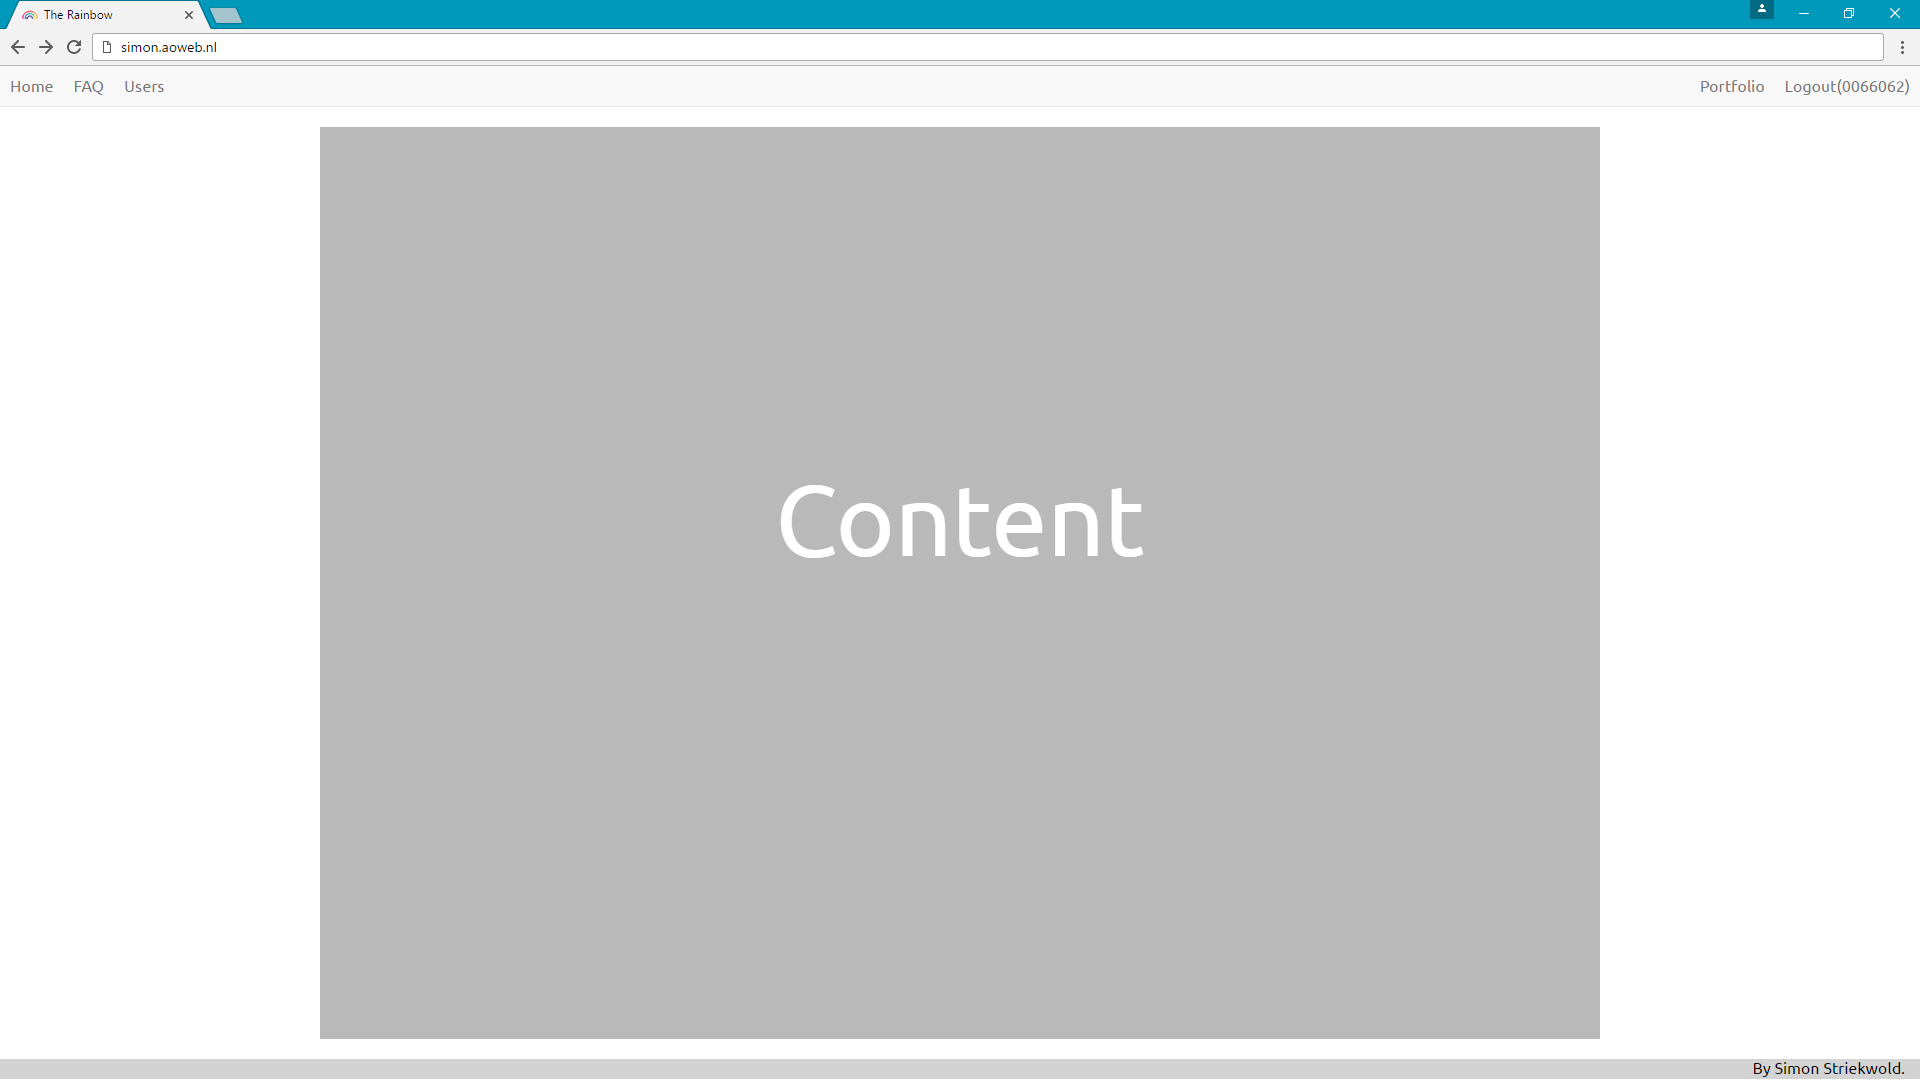 The Rainbow
simon.aoweb.nl
Home FAQ Users Portfolio Logout(0066062)
Content
By Simon Striekwold.